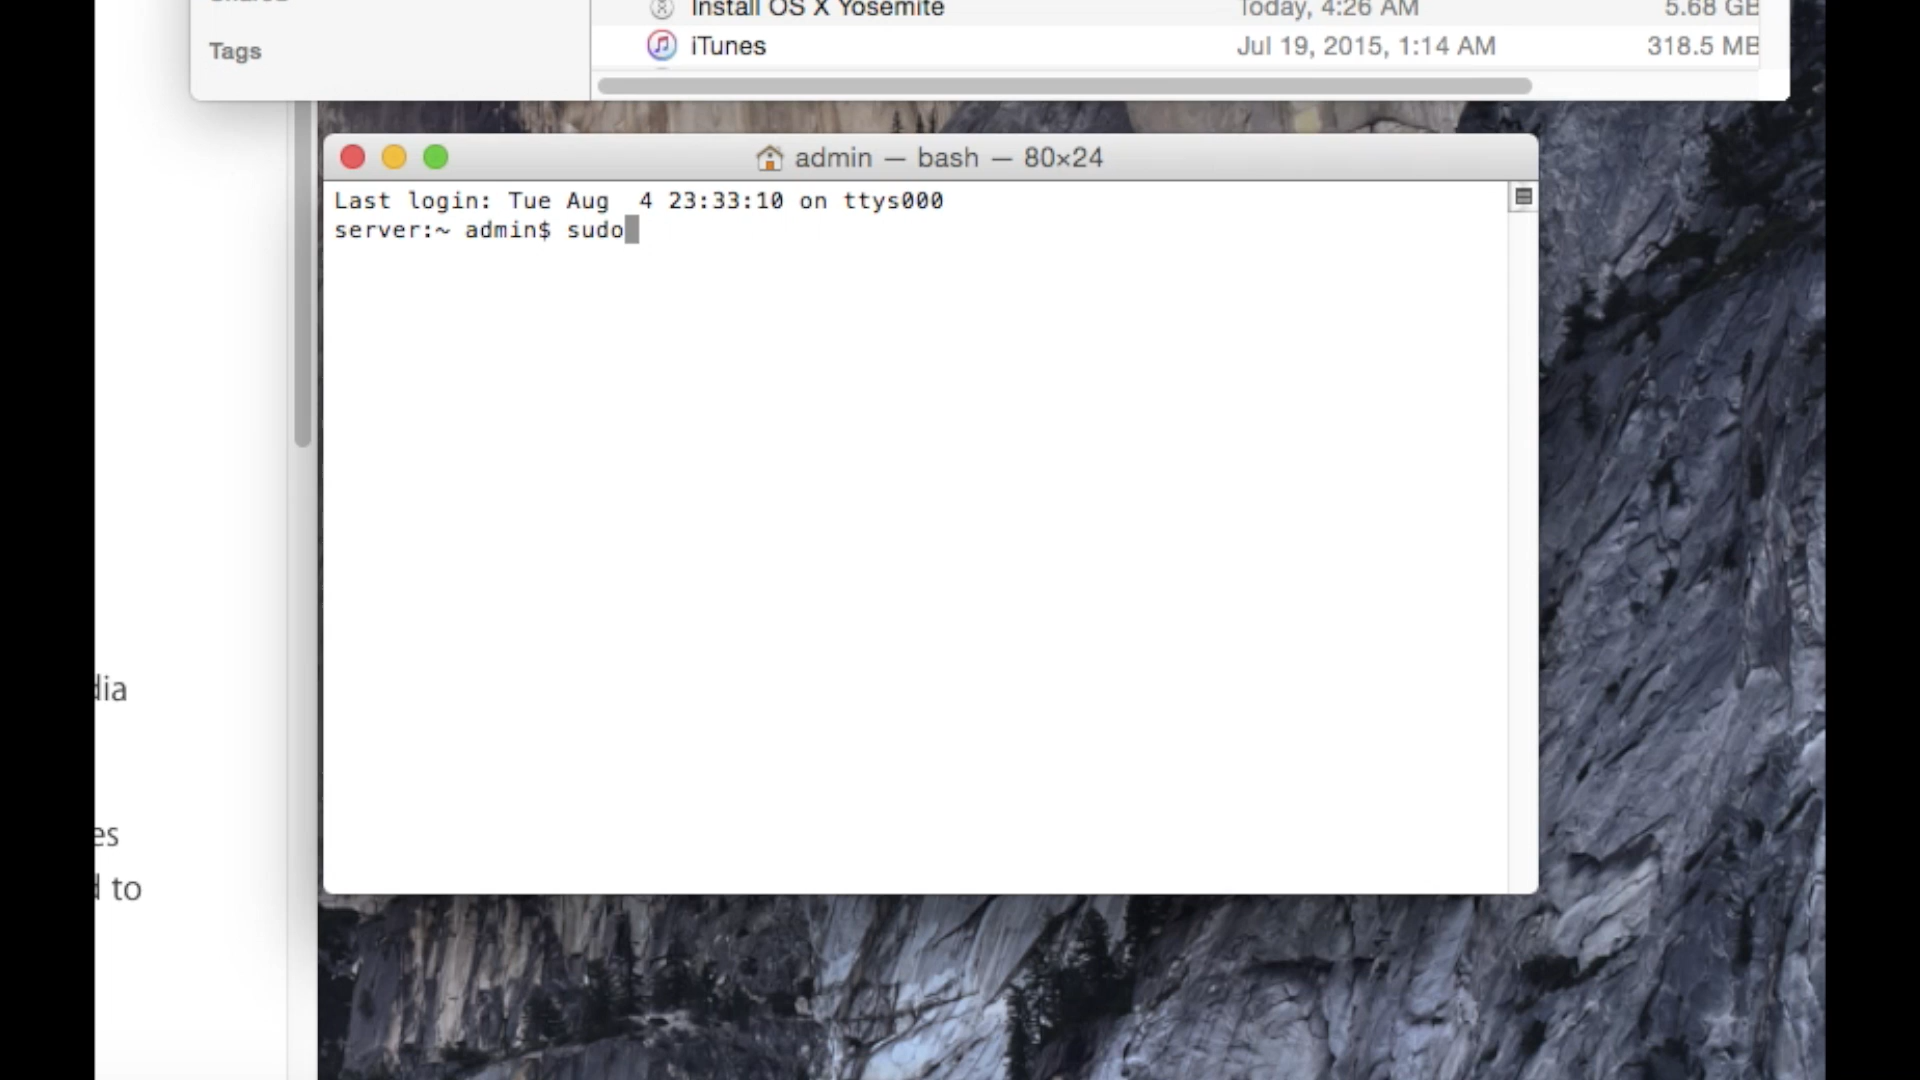 Install OS X Yosemite Today, 4:26 AM 5.68 GB
Tags
iTunes Jul 19, 2015, 1:14 AM 318.5 MB
admin — bash — 80×24
Last login: Tue Aug  4 23:33:10 on ttys000
server:~ admin$ sudo
dia
es
to